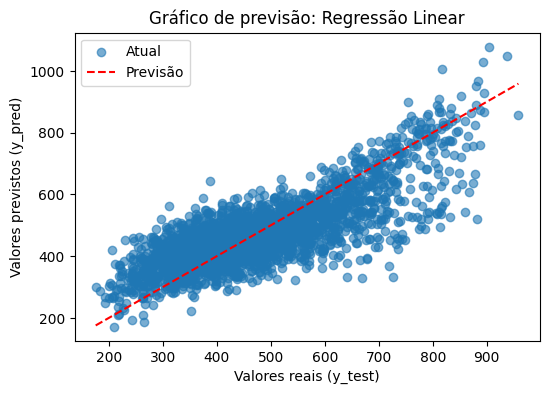 Gráfico de previsão: Regressão Linear
Atual
Previsão
Valores previstos (y_pred)
1000
800
600
400
200
200 300 400 500 600 700 800 900
Valores reais (y_test)